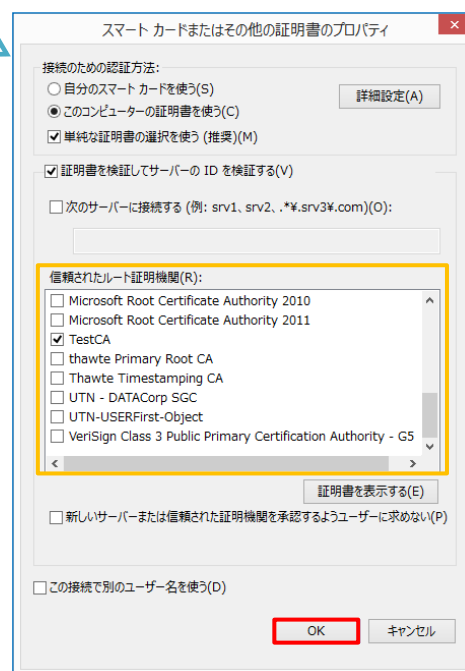 スマート カードまたはその他の証明書のプロパティ
接続のための認証方法:
自分のスマート カードを使う(S)
詳細設定(A)
このコンピューターの証明書を使う(C)
単純な証明書の選択を使う (推奨)(M)
証明書を検証してサーバーの ID を検証する(V)
次のサーバーに接続する (例: srv1、srv2、.*¥.srv3¥.com)(O):
信頼されたルート証明機関(R):
Microsoft Root Certificate Authority 2010
Microsoft Root Certificate Authority 2011
TestCA
thawte Primary Root CA
Thawte Timestamping CA
UTN - DATACorp SGC
UTN-USERFirst-Object
VeriSign Class 3 Public Primary Certification Authority - G5
証明書を表示する(E)
新しいサーバーまたは信頼された証明機関を承認するようユーザーに求めない(P)
この接続で別のユーザー名を使う(D)
OK
キャンセル